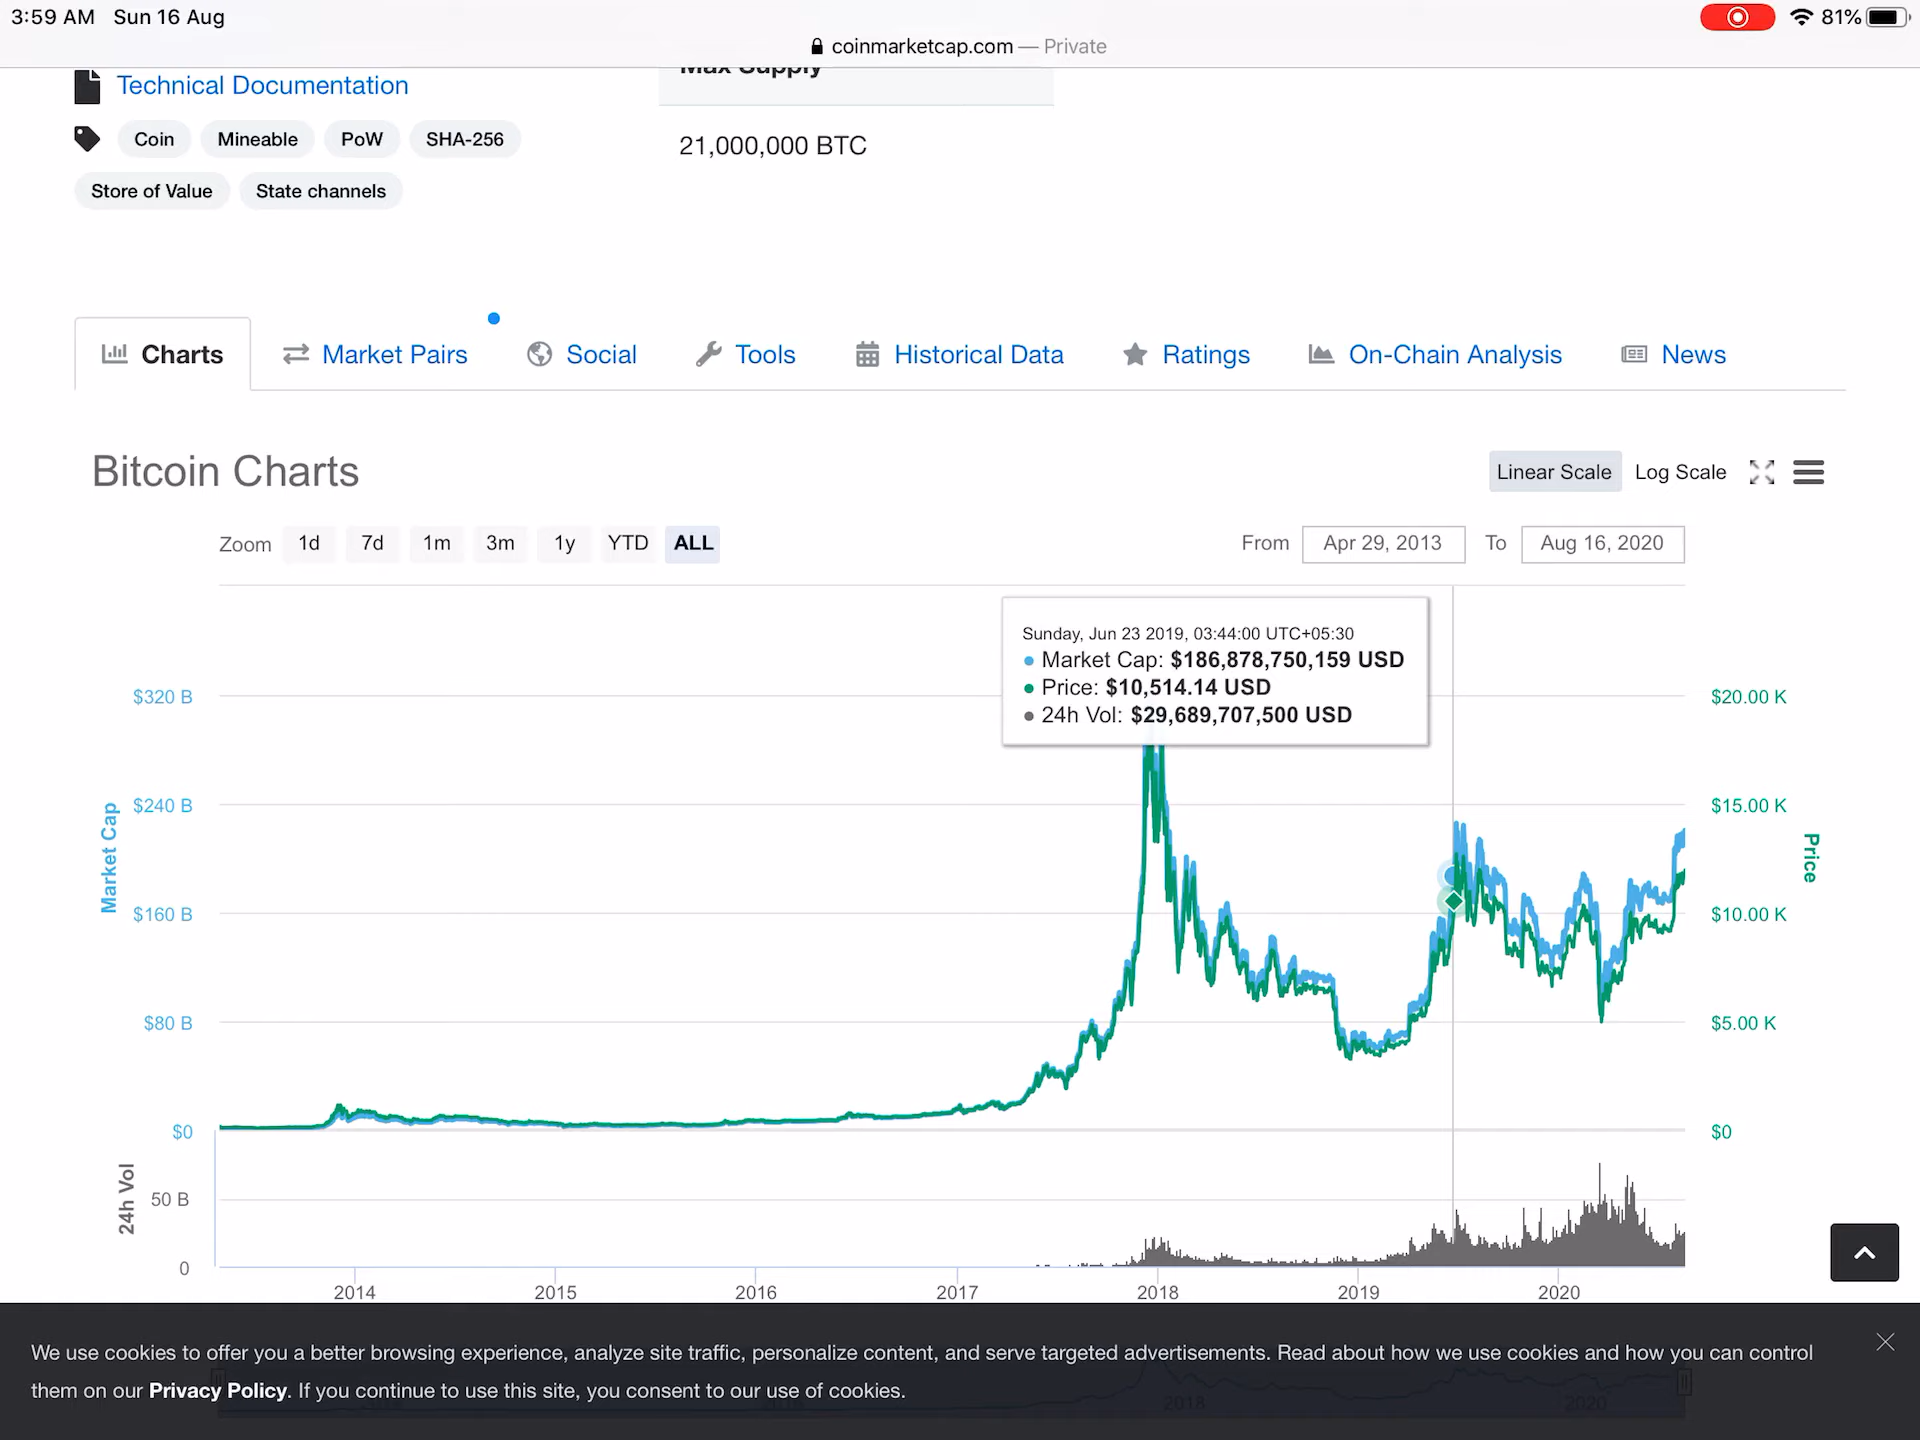 3:59 AM Sun 16 Aug
81%
coinmarketcap.com — Private
Technical Documentation
Max Supply
Coin Mineable PoW SHA-256
21,000,000 BTC
Store of Value State channels
Charts Market Pairs Social Tools Historical Data Ratings On-Chain Analysis News
Bitcoin Charts
Linear Scale Log Scale
Zoom 1d 7d 1m 3m 1y YTD ALL
From Apr 29, 2013 To Aug 16, 2020
Sunday, Jun 23 2019, 03:44:00 UTC+05:30
Market Cap: $186,878,750,159 USD
Price: $10,514.14 USD
24h Vol: $29,689,707,500 USD
$320 B $20.00 K
$240 B $15.00 K
Market Cap
Price
$160 B $10.00 K
$80 B $5.00 K
$0 $0
24h Vol
50 B
0
2014 2015 2016 2017 2018 2019 2020
We use cookies to offer you a better browsing experience, analyze site traffic, personalize content, and serve targeted advertisements. Read about how we use cookies and how you can control
them on our Privacy Policy. If you continue to use this site, you consent to our use of cookies.
2018 2020